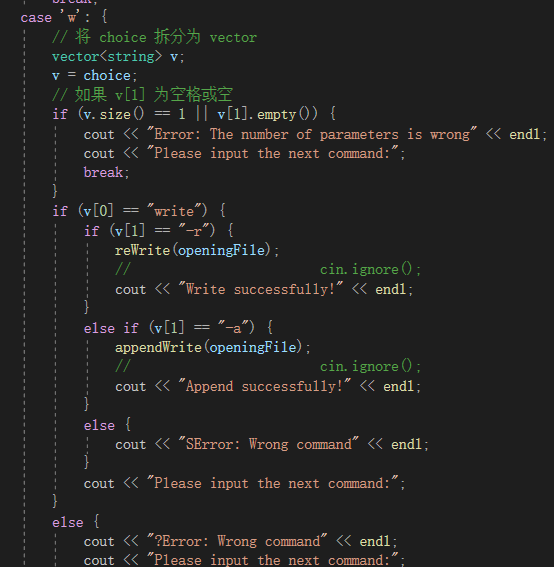 break;
case 'w': {
// 将 choice 拆分为 vector
vector<string> v;
v = choice;
// 如果 v[1] 为空格或空
if (v.size() == 1 || v[1].empty()) {
cout << "Error: The number of parameters is wrong" << endl;
cout << "Please input the next command:";
break;
}
if (v[0] == "write") {
if (v[1] == "-r") {
reWrite(openingFile);
// cin.ignore();
cout << "Write successfully!" << endl;
}
else if (v[1] == "-a") {
appendWrite(openingFile);
// cin.ignore();
cout << "Append successfully!" << endl;
}
else {
cout << "SError: Wrong command" << endl;
}
cout << "Please input the next command:";
}
else {
cout << "?Error: Wrong command" << endl;
cout << "Please input the next command:";